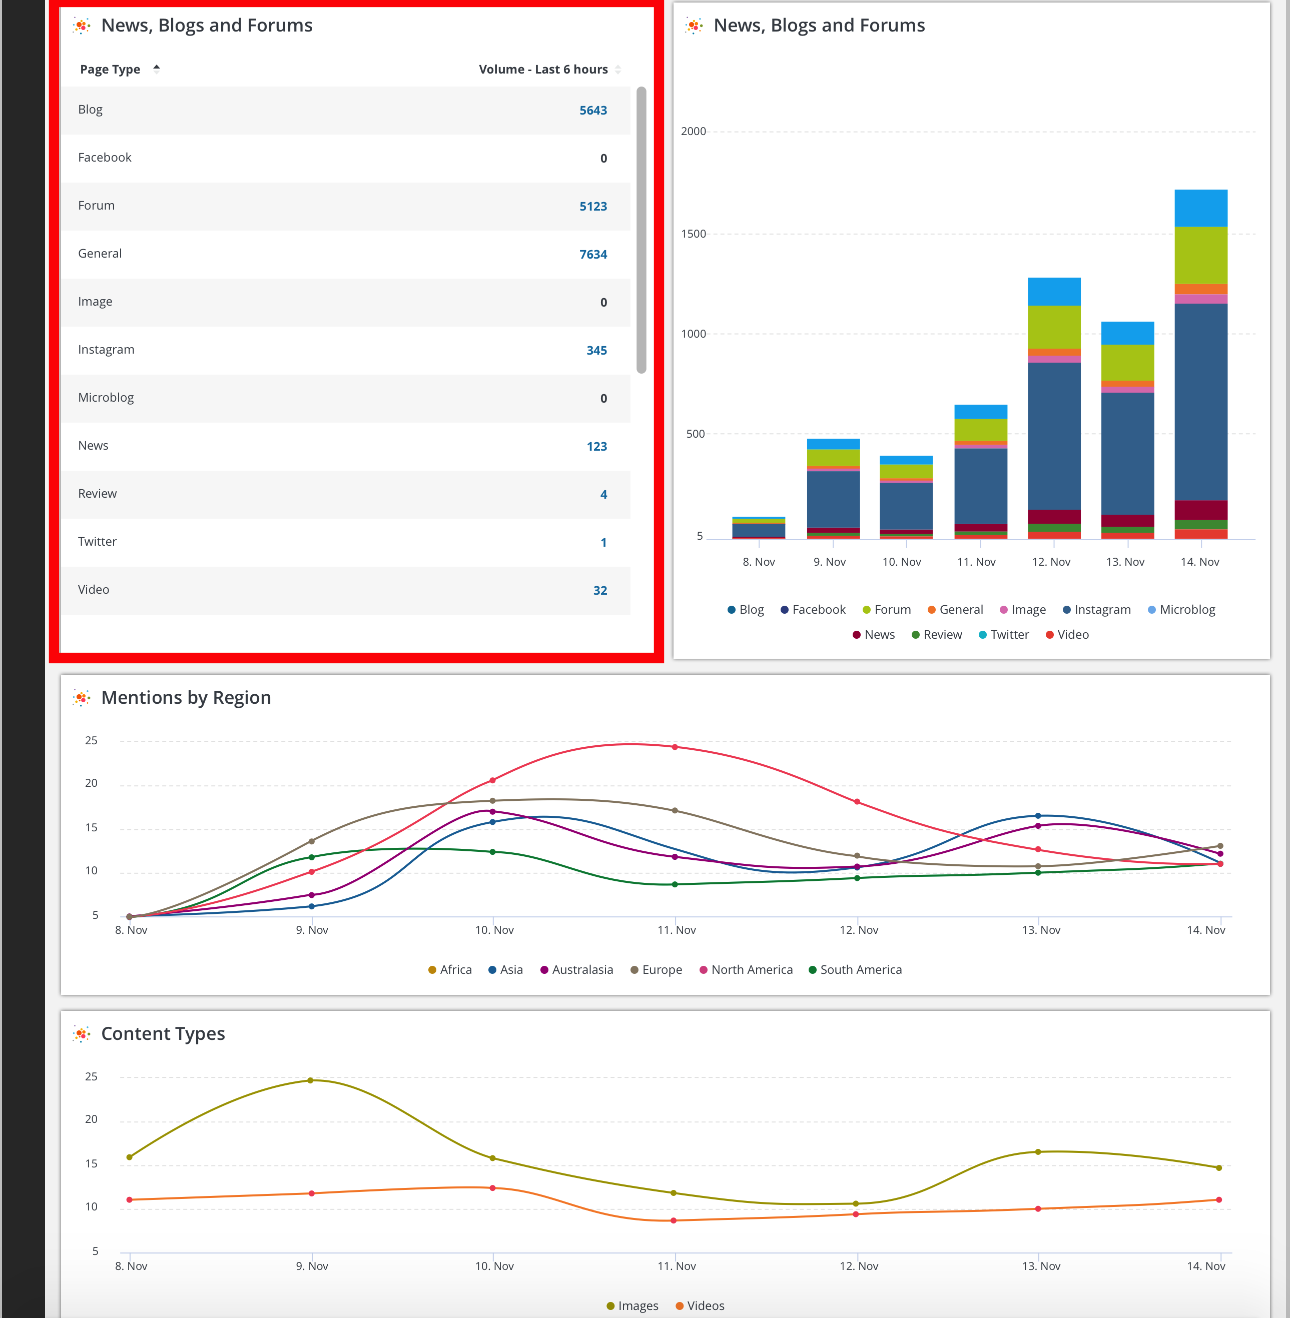 News, Blogs and Forums
Page Type Volume - Last 6 hours
Blog 5643
Facebook 0
Forum 5123
General 7634
Image 0
Instagram 345
Microblog 0
News 123
Review 4
Twitter 1
Video 32
News, Blogs and Forums
2000
1500
1000
500
5
8. Nov 9. Nov 10. Nov 11. Nov 12. Nov 13. Nov 14. Nov
Blog Facebook Forum General Image Instagram Microblog
News Review Twitter Video
Mentions by Region
25
20
15
10
5
8. Nov 9. Nov 10. Nov 11. Nov 12. Nov 13. Nov 14. Nov
Africa Asia Australasia Europe North America South America
Content Types
25
20
15
10
5
8. Nov 9. Nov 10. Nov 11. Nov 12. Nov 13. Nov 14. Nov
Images Videos